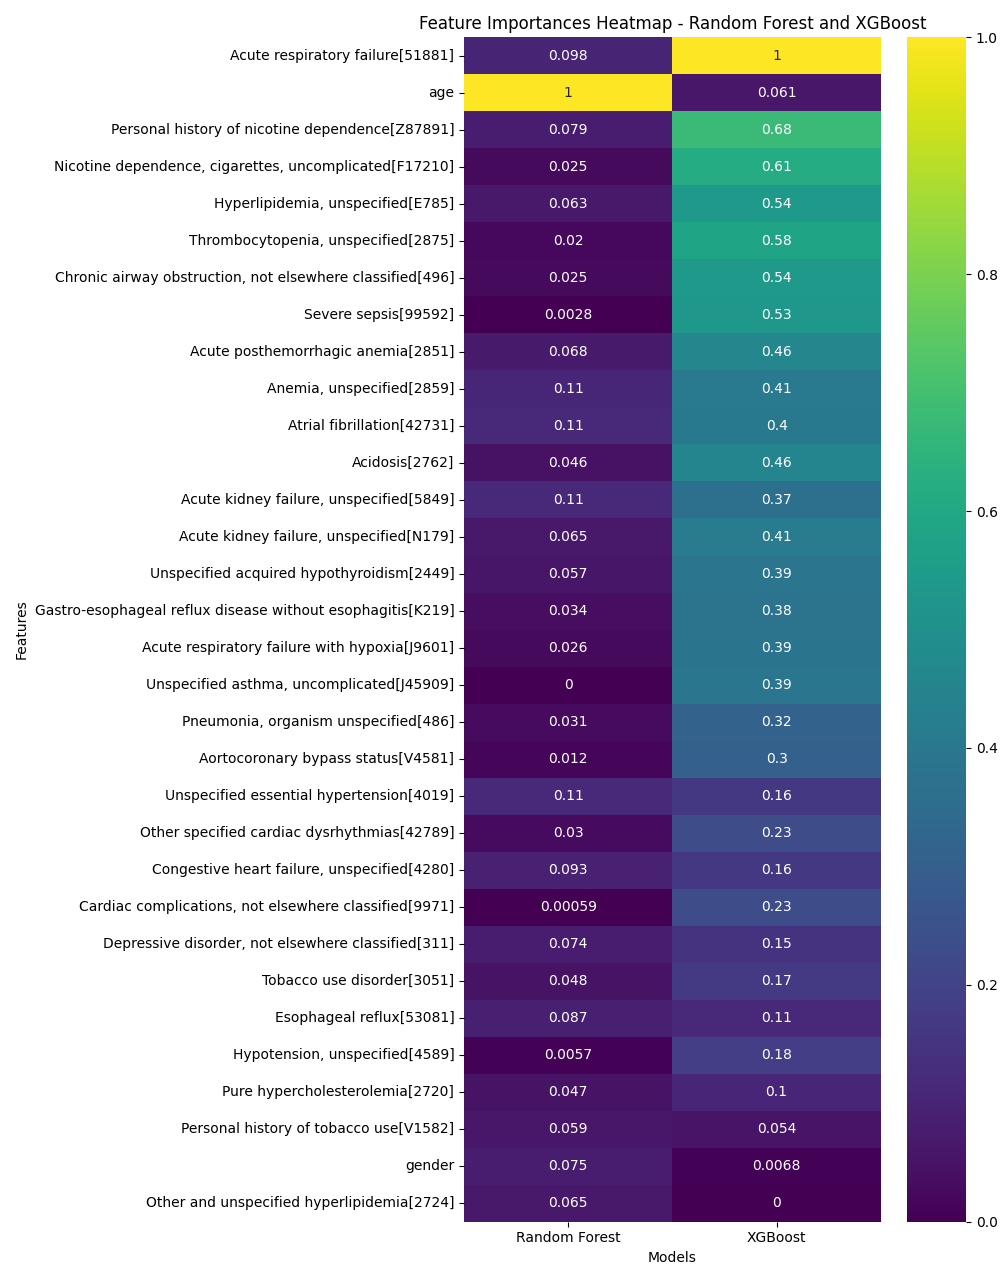 Feature Importances Heatmap - Random Forest and XGBoost
Acute respiratory failure[51881] 0.098 1
age 1 0.061
Personal history of nicotine dependence[Z87891] 0.079 0.68
Nicotine dependence, cigarettes, uncomplicated[F17210] 0.025 0.61
Hyperlipidemia, unspecified[E785] 0.063 0.54
Thrombocytopenia, unspecified[2875] 0.02 0.58
Chronic airway obstruction, not elsewhere classified[496] 0.025 0.54
Severe sepsis[99592] 0.0028 0.53
Acute posthemorrhagic anemia[2851] 0.068 0.46
Anemia, unspecified[2859] 0.11 0.41
Atrial fibrillation[42731] 0.11 0.4
Acidosis[2762] 0.046 0.46
Acute kidney failure, unspecified[5849] 0.11 0.37
Acute kidney failure, unspecified[N179] 0.065 0.41
Unspecified acquired hypothyroidism[2449] 0.057 0.39
Gastro-esophageal reflux disease without esophagitis[K219] 0.034 0.38
Acute respiratory failure with hypoxia[J9601] 0.026 0.39
Unspecified asthma, uncomplicated[J45909] 0 0.39
Pneumonia, organism unspecified[486] 0.031 0.32
Aortocoronary bypass status[V4581] 0.012 0.3
Unspecified essential hypertension[4019] 0.11 0.16
Other specified cardiac dysrhythmias[42789] 0.03 0.23
Congestive heart failure, unspecified[4280] 0.093 0.16
Cardiac complications, not elsewhere classified[9971] 0.00059 0.23
Depressive disorder, not elsewhere classified[311] 0.074 0.15
Tobacco use disorder[3051] 0.048 0.17
Esophageal reflux[53081] 0.087 0.11
Hypotension, unspecified[4589] 0.0057 0.18
Pure hypercholesterolemia[2720] 0.047 0.1
Personal history of tobacco use[V1582] 0.059 0.054
gender 0.075 0.0068
Other and unspecified hyperlipidemia[2724] 0.065 0
Features
Random Forest XGBoost
Models
1.0
0.8
0.6
0.4
0.2
0.0